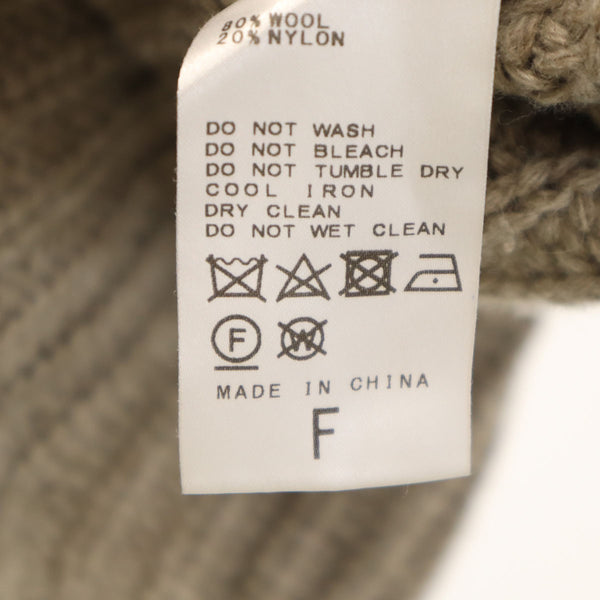 80% WOOL
20% NYLON
DO NOT WASH
DO NOT BLEACH
DO NOT TUMBLE DRY
COOL IRON
DRY CLEAN
DO NOT WET CLEAN
F W
MADE IN CHINA
F